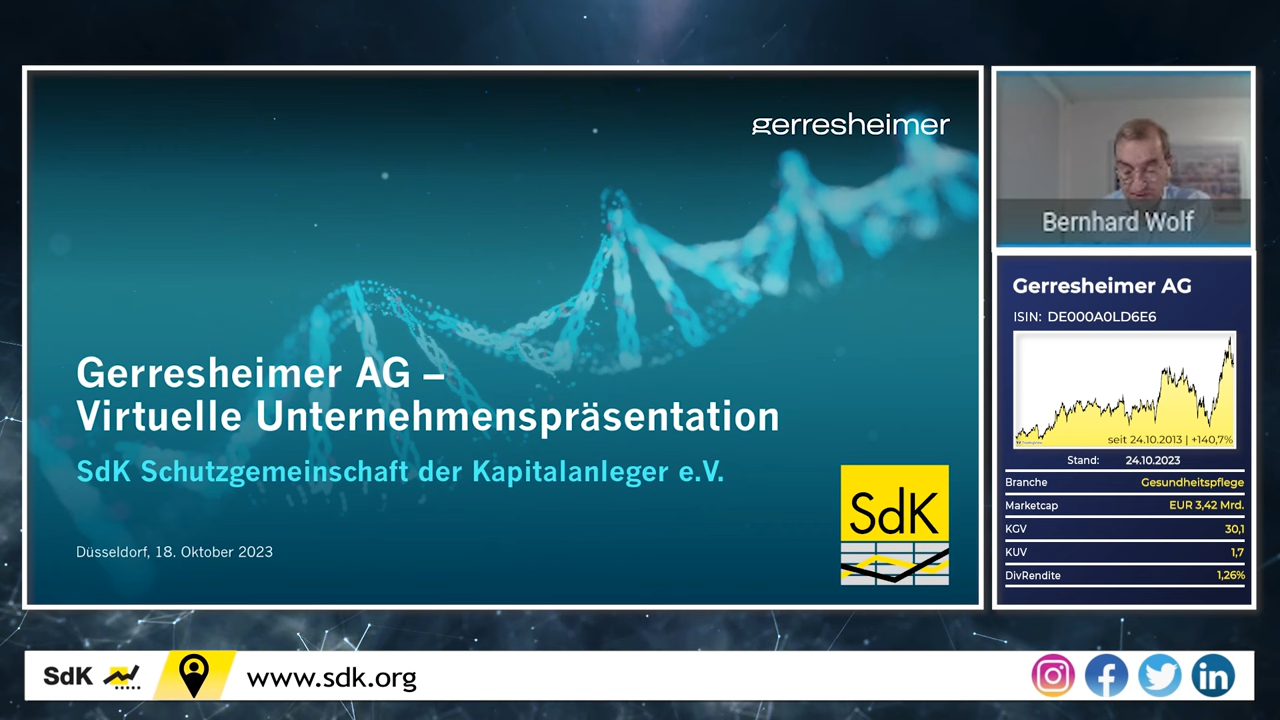 gerresheimer
Gerresheimer AG –
Virtuelle Unternehmenspräsentation
SdK Schutzgemeinschaft der Kapitalanleger e.V.
Düsseldorf, 18. Oktober 2023
SdK
Bernhard Wolf
Gerresheimer AG
ISIN: DE000A0LD6E6
seit 24.10.2013 | +140,7%
Stand: 24.10.2023
Branche Gesundheitspflege
Marketcap EUR 3,42 Mrd.
KGV 30,1
KUV 1,7
DivRendite 1,26%
SdK
www.sdk.org